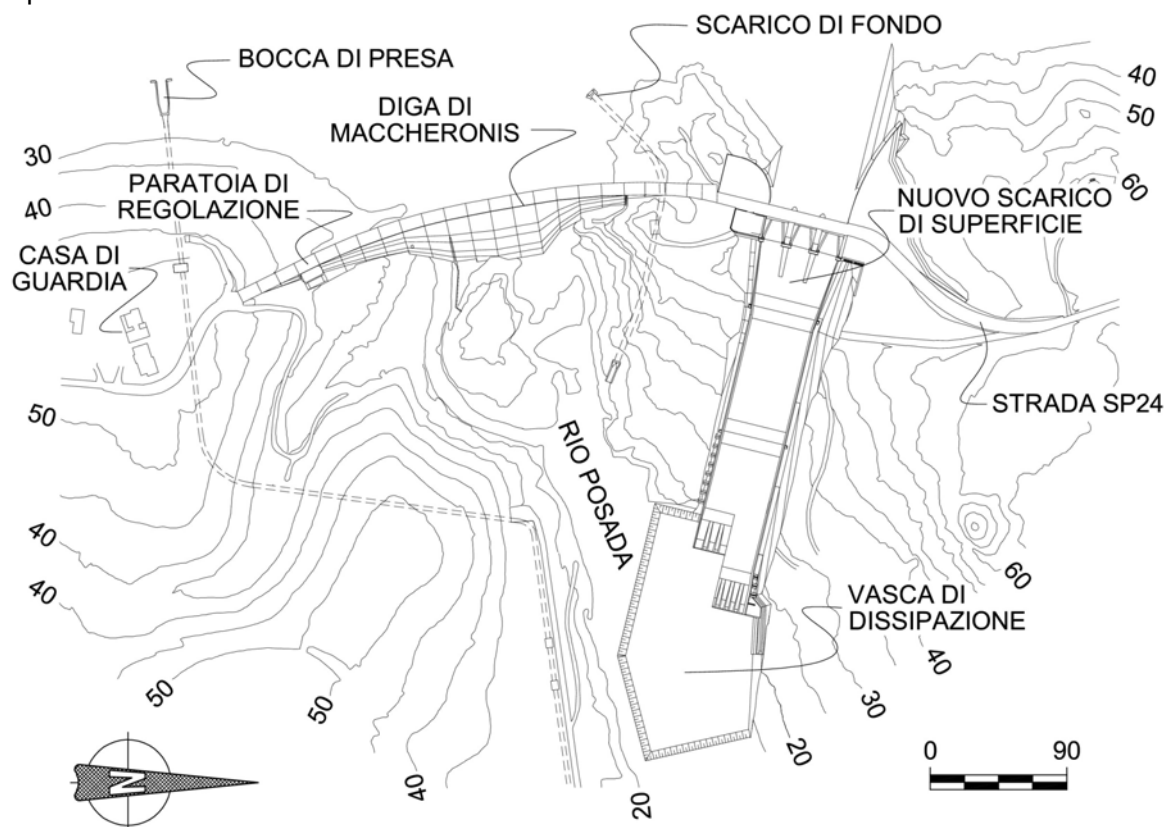 SCARICO DI FONDO
BOCCA DI PRESA
40
DIGA DI
MACCHERONIS
50
30
60
PARATOIA DI
REGOLAZIONE
NUOVO SCARICO
DI SUPERFICIE
40
CASA DI
GUARDIA
STRADA SP24
50
RIO POSADA
40
60
40
VASCA DI
DISSIPAZIONE
40
50
50
30
20
40
20
N
0 90